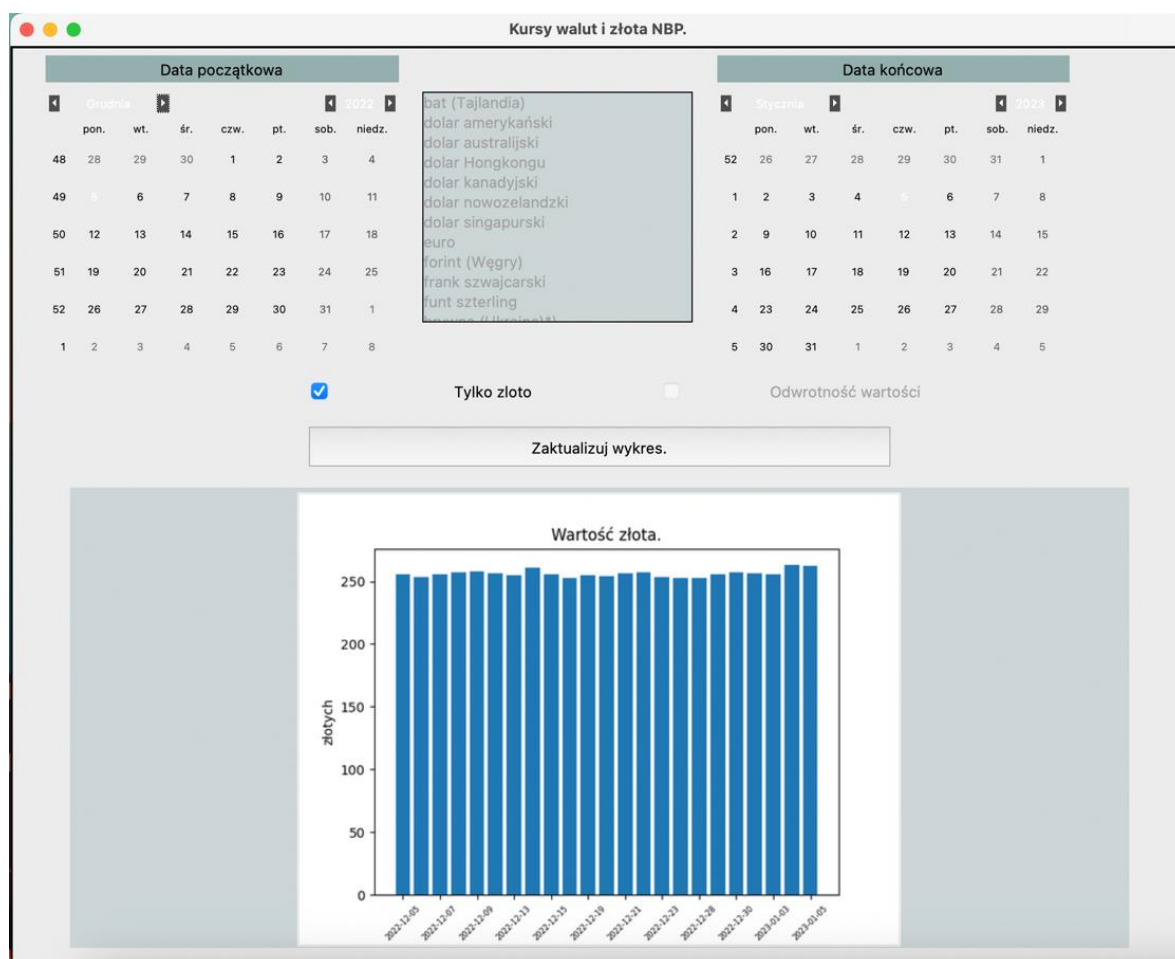 Kursy walut i złota NBP.
Data początkowa
Grudnia 2022
pon. wt. śr. czw. pt. sob. niedz.
48 28 29 30 1 2 3 4
49 5 6 7 8 9 10 11
50 12 13 14 15 16 17 18
51 19 20 21 22 23 24 25
52 26 27 28 29 30 31 1
1 2 3 4 5 6 7 8
bat (Tajlandia)
dolar amerykański
dolar australijski
dolar Hongkongu
dolar kanadyjski
dolar nowozelandzki
dolar singapurski
euro
forint (Węgry)
frank szwajcarski
funt szterling
Data końcowa
Stycznia 2023
pon. wt. śr. czw. pt. sob. niedz.
52 26 27 28 29 30 31 1
1 2 3 4 5 6 7 8
2 9 10 11 12 13 14 15
3 16 17 18 19 20 21 22
4 23 24 25 26 27 28 29
5 30 31 1 2 3 4 5
Tylko zloto
Odwrotność wartości
Zaktualizuj wykres.
Wartość złota.
złotych
250
200
150
100
50
0
2022-12-05
2022-12-07
2022-12-09
2022-12-13
2022-12-15
2022-12-19
2022-12-21
2022-12-23
2022-12-28
2022-12-30
2023-01-03
2023-01-05